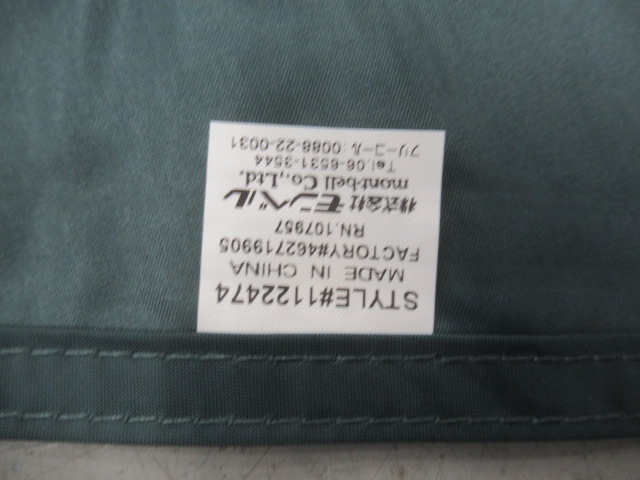 STYLE#1122474
MADE IN CHINA
FACTORY#462719905
RN.107957
株式会社 モンベル
mont-bell Co.,Ltd.
Tel.06-6531-3544
フリーコール:0088-22-0031